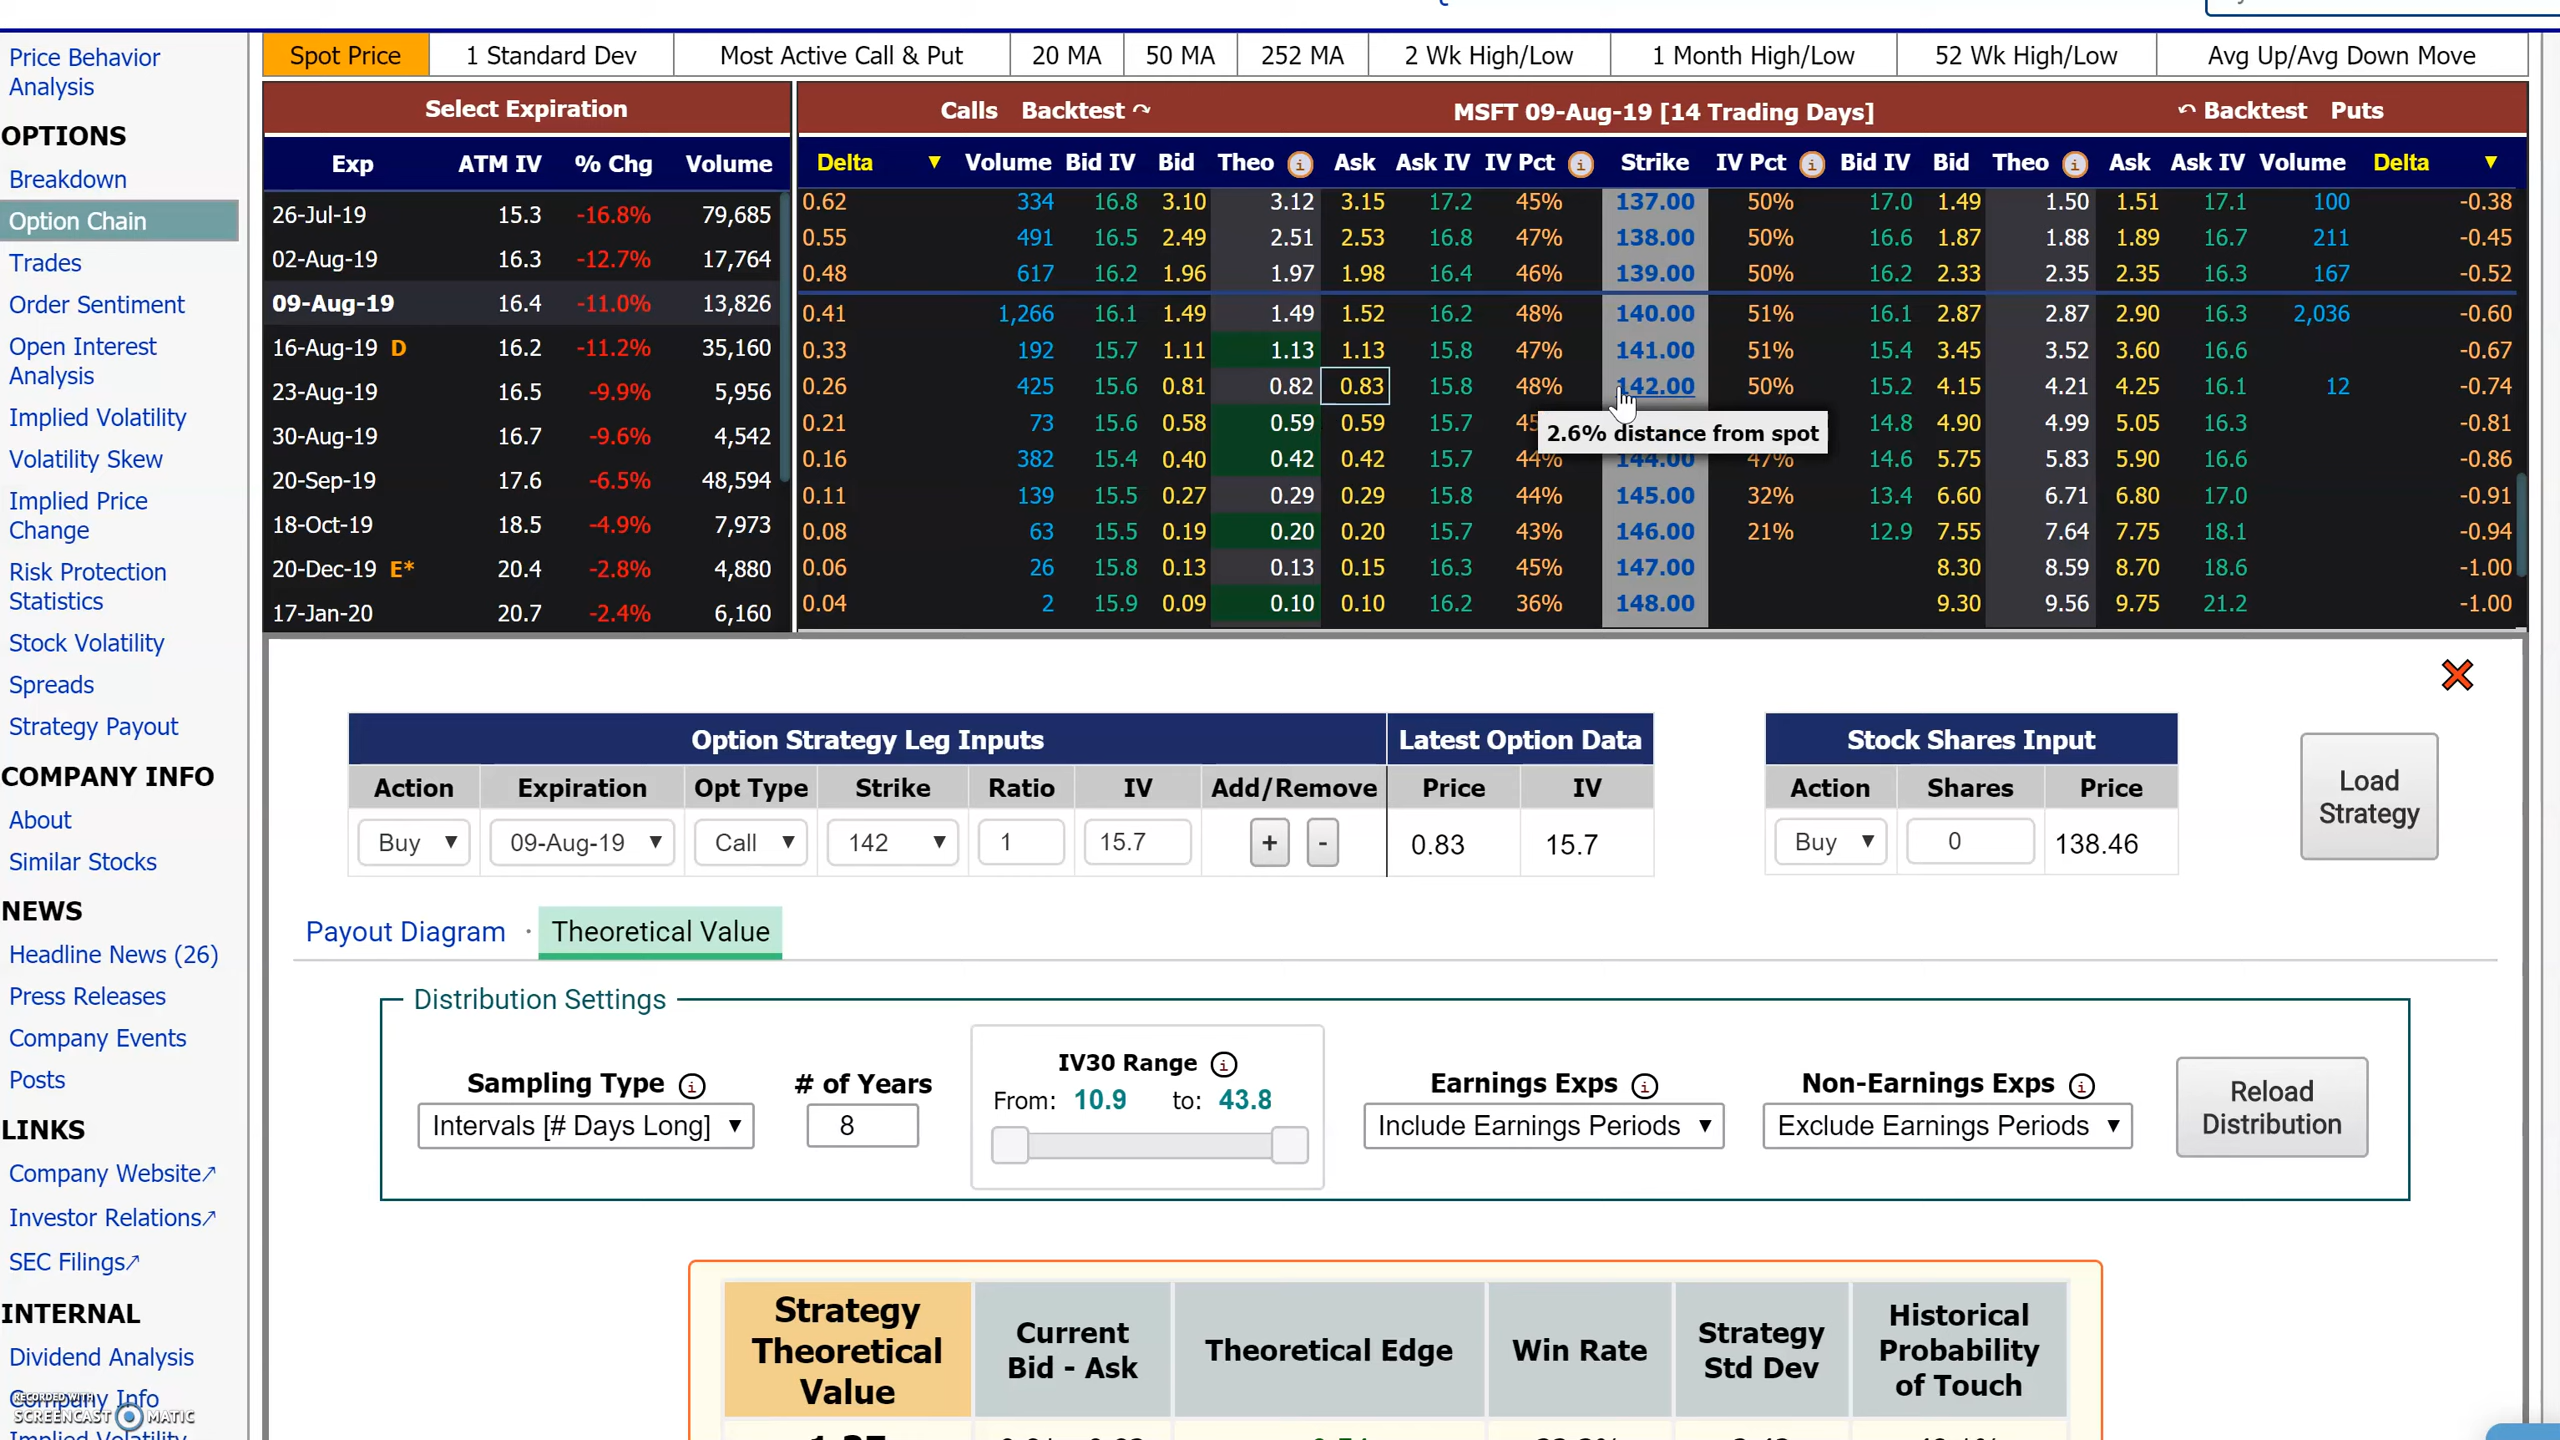 Price Behavior
Analysis
OPTIONS
Breakdown
Option Chain
Trades
Order Sentiment
Open Interest
Analysis
Implied Volatility
Volatility Skew
Implied Price
Change
Risk Protection
Statistics
Stock Volatility
Spreads
Strategy Payout
COMPANY INFO
About
Similar Stocks
NEWS
Headline News (26)
Press Releases
Company Events
Posts
LINKS
Company Website↗
Investor Relations↗
SEC Filings↗
INTERNAL
Dividend Analysis
Company Info
RECORDED WITH
SCREENCAST MATIC
Implied Volatility
Spot Price 1 Standard Dev Most Active Call & Put 20 MA 50 MA 252 MA 2 Wk High/Low 1 Month High/Low 52 Wk High/Low Avg Up/Avg Down Move
Select Expiration
Exp ATM IV % Chg Volume
26-Jul-19 15.3 -16.8% 79,685
02-Aug-19 16.3 -12.7% 17,764
09-Aug-19 16.4 -11.0% 13,826
16-Aug-19 D 16.2 -11.2% 35,160
23-Aug-19 16.5 -9.9% 5,956
30-Aug-19 16.7 -9.6% 4,542
20-Sep-19 17.6 -6.5% 48,594
18-Oct-19 18.5 -4.9% 7,973
20-Dec-19 E* 20.4 -2.8% 4,880
17-Jan-20 20.7 -2.4% 6,160
Calls Backtest ↷ MSFT 09-Aug-19 [14 Trading Days] ↶ Backtest Puts
Delta ▼ Volume Bid IV Bid Theo i Ask Ask IV IV Pct i Strike IV Pct i Bid IV Bid Theo i Ask Ask IV Volume Delta ▼
0.62 334 16.8 3.10 3.12 3.15 17.2 45% 137.00 50% 17.0 1.49 1.50 1.51 17.1 100 -0.38
0.55 491 16.5 2.49 2.51 2.53 16.8 47% 138.00 50% 16.6 1.87 1.88 1.89 16.7 211 -0.45
0.48 617 16.2 1.96 1.97 1.98 16.4 46% 139.00 50% 16.2 2.33 2.35 2.35 16.3 167 -0.52
0.41 1,266 16.1 1.49 1.49 1.52 16.2 48% 140.00 51% 16.1 2.87 2.87 2.90 16.3 2,036 -0.60
0.33 192 15.7 1.11 1.13 1.13 15.8 47% 141.00 51% 15.4 3.45 3.52 3.60 16.6 -0.67
0.26 425 15.6 0.81 0.82 0.83 15.8 48% 142.00 50% 15.2 4.15 4.21 4.25 16.1 12 -0.74
0.21 73 15.6 0.58 0.59 0.59 15.7 14.8 4.90 4.99 5.05 16.3 -0.81
2.6% distance from spot
0.16 382 15.4 0.40 0.42 0.42 15.7 44% 144.00 47% 14.6 5.75 5.83 5.90 16.6 -0.86
0.11 139 15.5 0.27 0.29 0.29 15.8 44% 145.00 32% 13.4 6.60 6.71 6.80 17.0 -0.91
0.08 63 15.5 0.19 0.20 0.20 15.7 43% 146.00 21% 12.9 7.55 7.64 7.75 18.1 -0.94
0.06 26 15.8 0.13 0.13 0.15 16.3 45% 147.00 8.30 8.59 8.70 18.6 -1.00
0.04 2 15.9 0.09 0.10 0.10 16.2 36% 148.00 9.30 9.56 9.75 21.2 -1.00
Option Strategy Leg Inputs Latest Option Data
Action Expiration Opt Type Strike Ratio IV Add/Remove Price IV
Buy ▼ 09-Aug-19 ▼ Call ▼ 142 ▼ 1 15.7 + - 0.83 15.7
Stock Shares Input
Action Shares Price
Buy ▼ 0 138.46
Load
Strategy
Payout Diagram · Theoretical Value
Distribution Settings
Sampling Type i
Intervals [# Days Long] ▼
# of Years
8
IV30 Range i
From: 10.9 to: 43.8
Earnings Exps i
Include Earnings Periods ▼
Non-Earnings Exps i
Exclude Earnings Periods ▼
Reload
Distribution
Strategy
Theoretical
Value
Current
Bid - Ask
Theoretical Edge
Win Rate
Strategy
Std Dev
Historical
Probability
of Touch